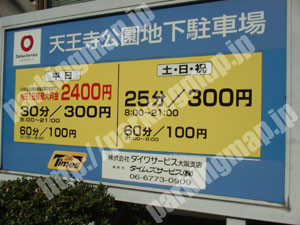 天王寺公園地下駐車場
Daiwa Service
平日
2400円
30分/300円
8:00~21:00
60分/100円
土・日・祝
25分/300円
8:00~21:00
60分/100円
Times
株式会社 ダイワサービス 大阪支店
タイムズサービス㈱
06-6773-0909